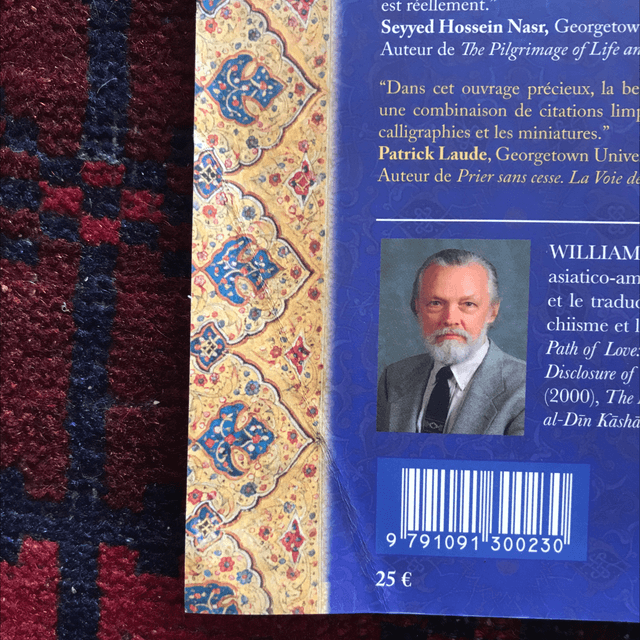 est réellement."
Seyyed Hossein Nasr, Georgetown
Auteur de The Pilgrimage of Life an
"Dans cet ouvrage précieux, la be
une combinaison de citations limp
calligraphies et les miniatures."
Patrick Laude, Georgetown Unive
Auteur de Prier sans cesse. La Voie de
WILLIAM
asiatico-am
et le traduc
chiisme et l
Path of Love
Disclosure of
(2000), The
al-Dīn Kāshā
9 791091 300230
25 €